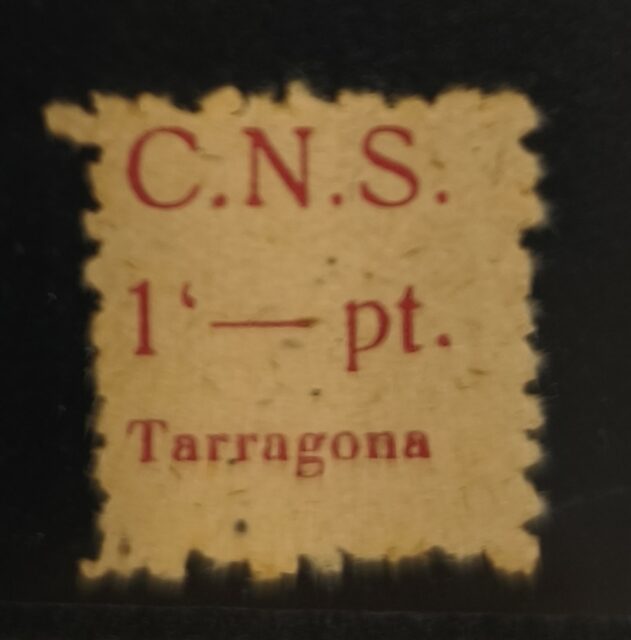 C.N.S.
1‘— pt.
Tarragona